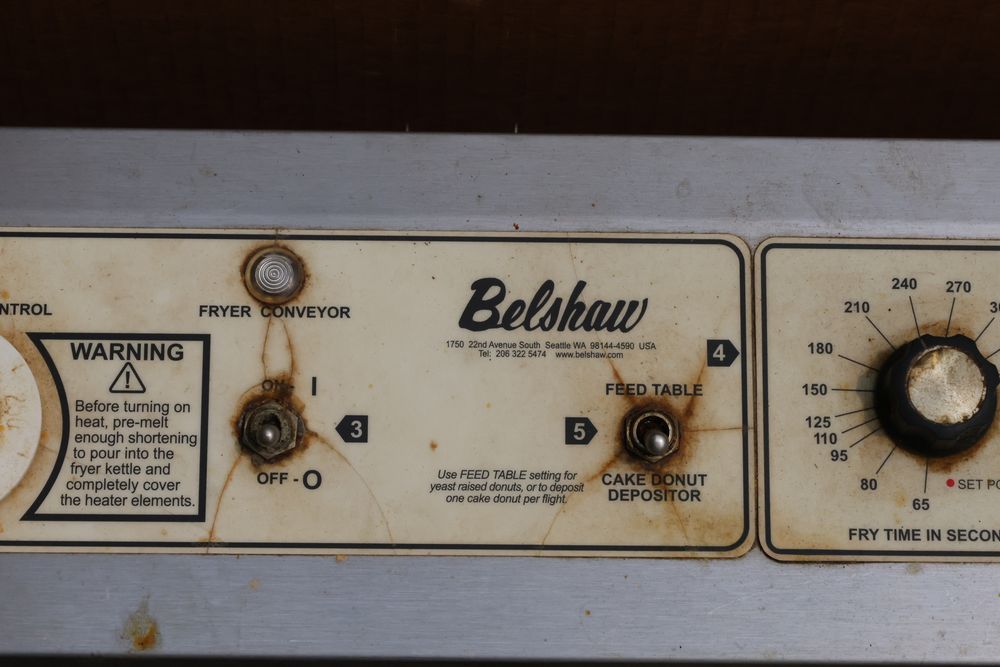 NTROL
WARNING
!
Before turning on
heat, pre-melt
enough shortening
to pour into the
fryer kettle and
completely cover
the heater elements.
FRYER CONVEYOR
ON - I
3
OFF - O
Belshaw
1750 22nd Avenue South Seattle WA 98144-4590 USA
Tel: 206 322 5474 www.belshaw.com
4
FEED TABLE
5
CAKE DONUT
DEPOSITOR
Use FEED TABLE setting for
yeast raised donuts, or to deposit
one cake donut per flight.
240
270
210
30
180
150
125
110
95
80
65
SET PO
FRY TIME IN SECON